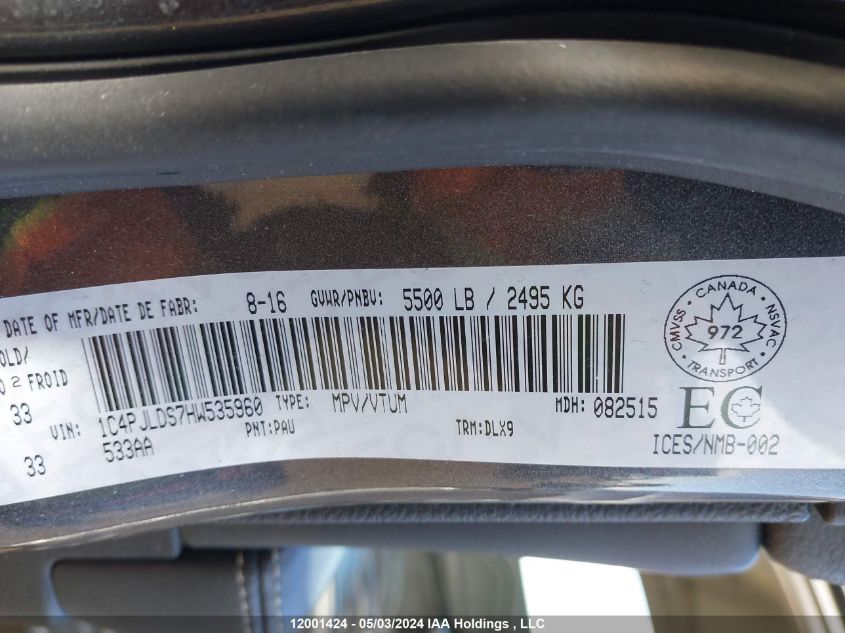 DATE OF MFR/DATE DE FABR: 8-16 GVWR/PNBV: 5500 LB / 2495 KG
OLD/
O 2 FROID
33
VIN: 1C4PJLDS7HW535960 TYPE: MPV/VTUM MDH: 082515
33
533AA PNT:PAU TRM:DLX9
CANADA
CMVSS NSVAC
972
TRANSPORT
EC
ICES/NMB-002
12001424 - 05/03/2024 IAA Holdings , LLC